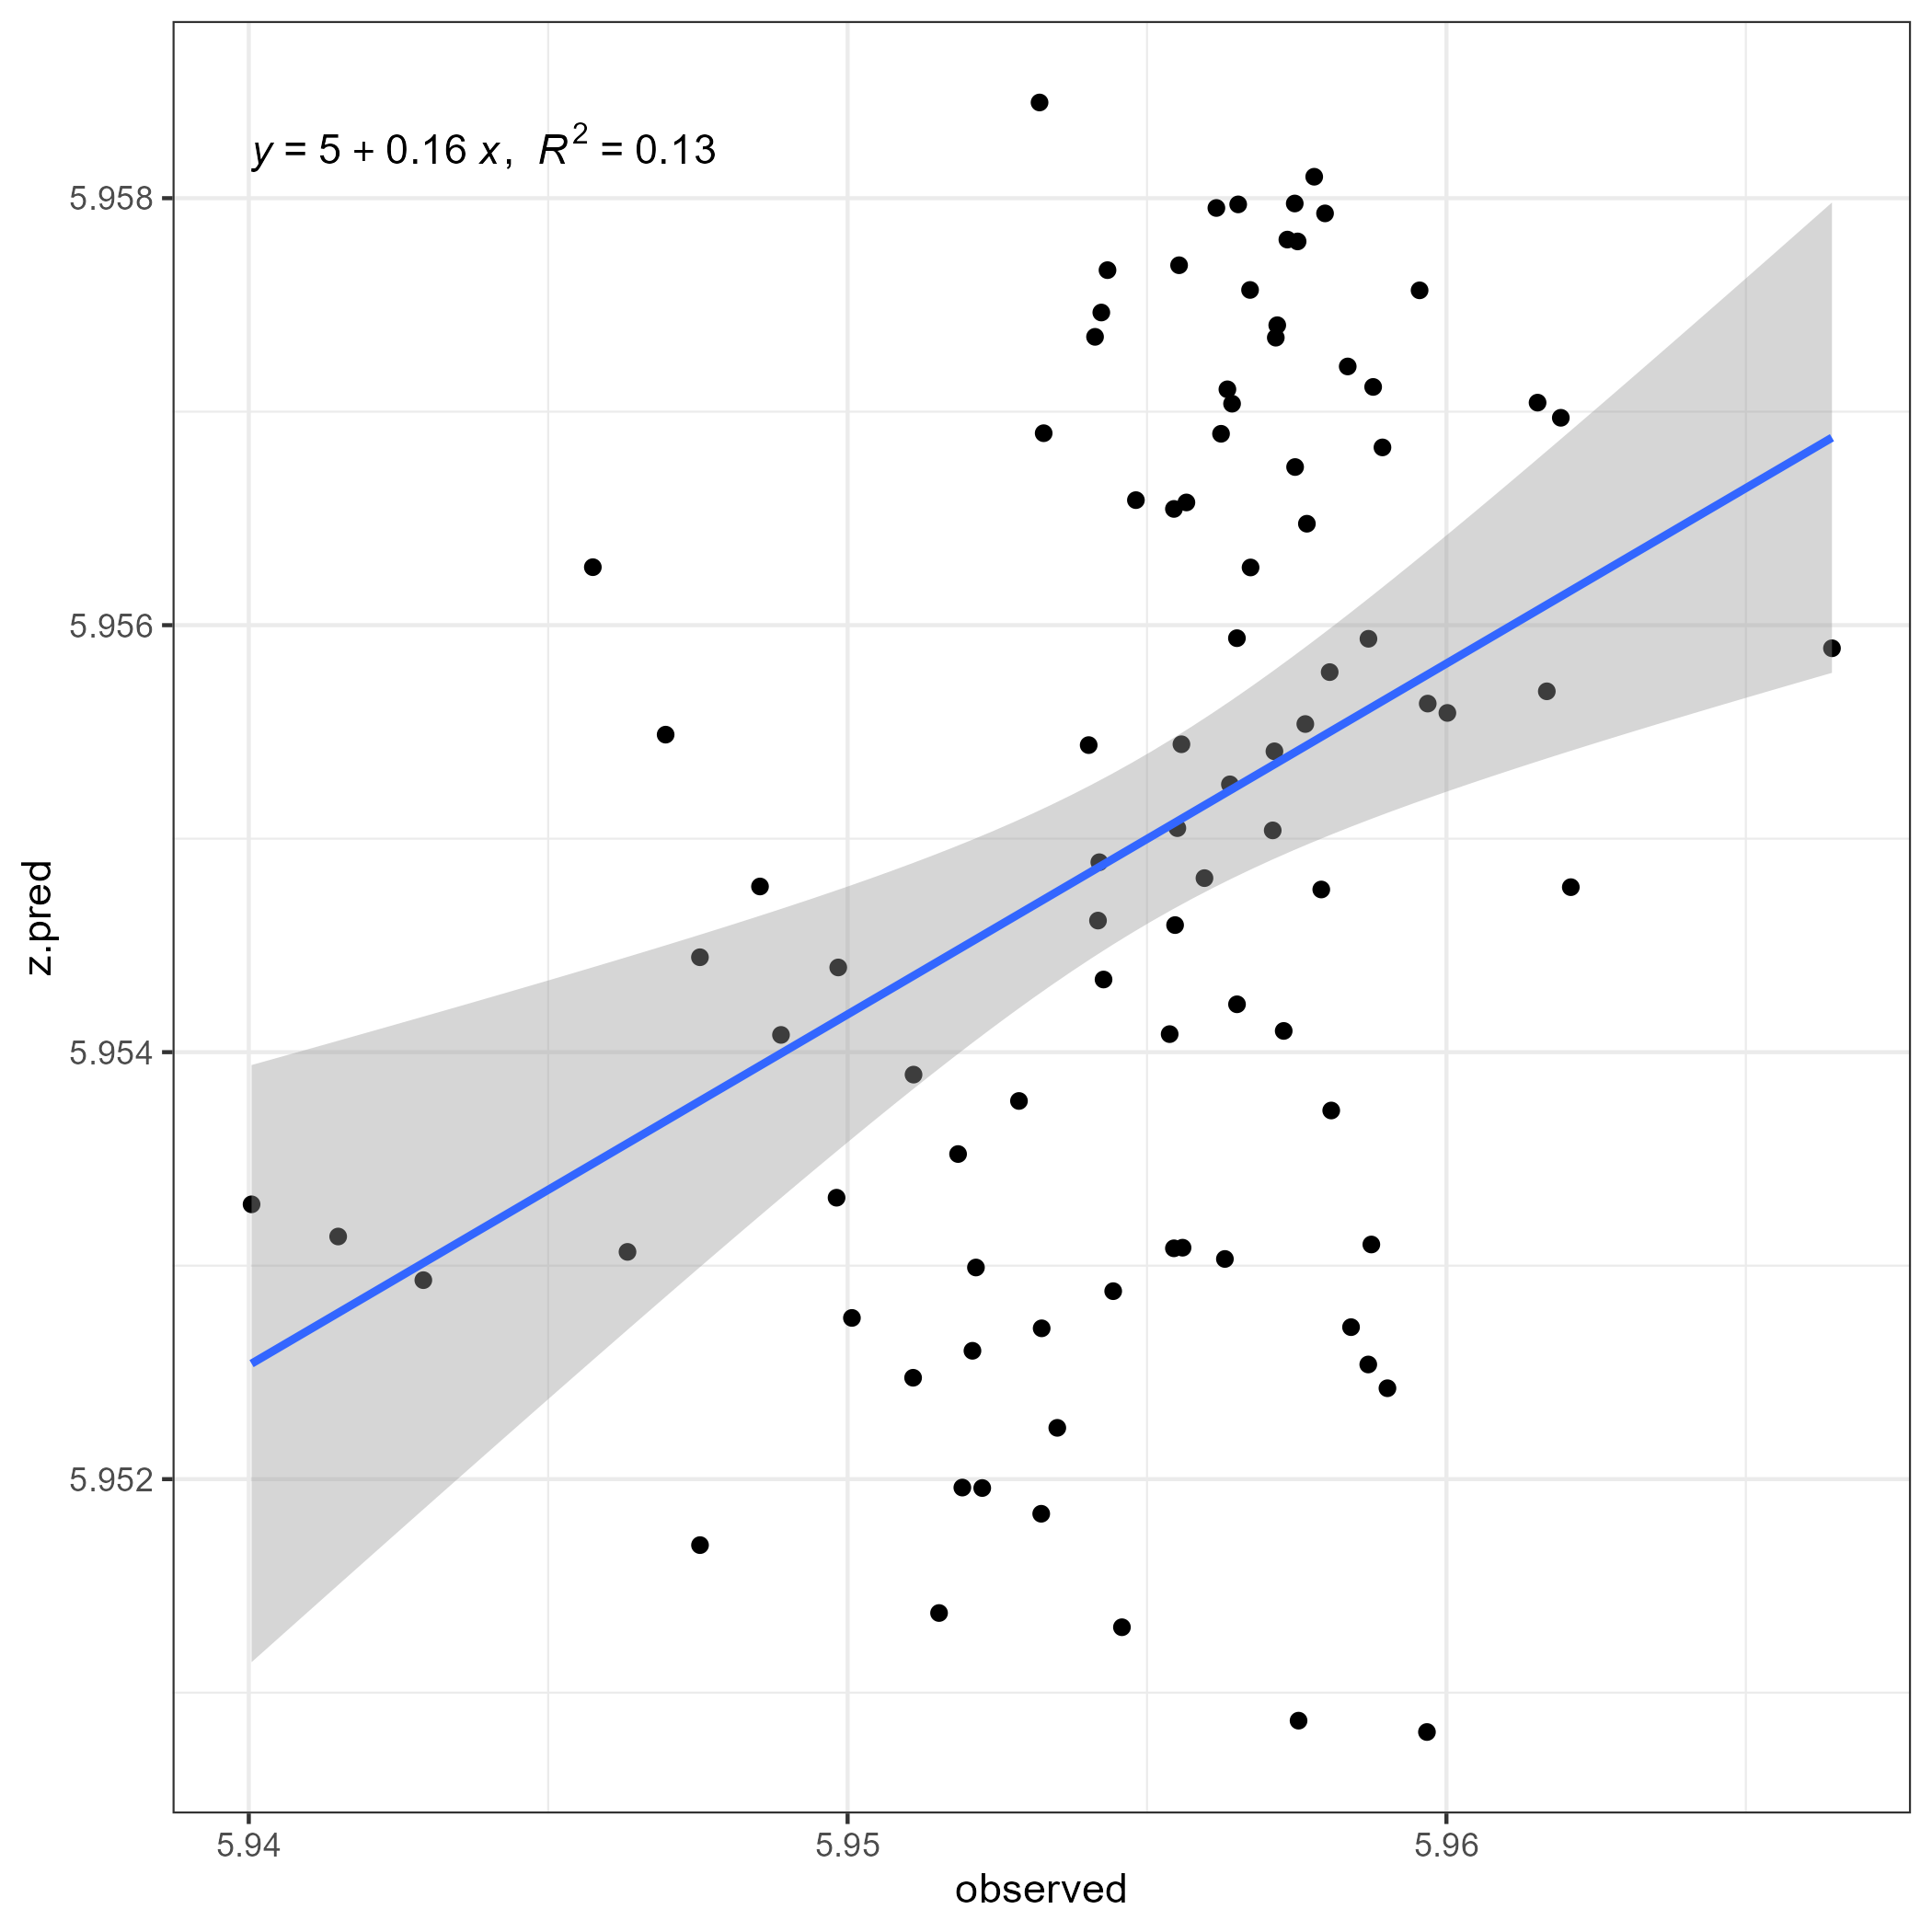 y = 5 + 0.16 x, R² = 0.13
5.958
5.956
5.954
5.952
z.pred
5.94 5.95 5.96
observed